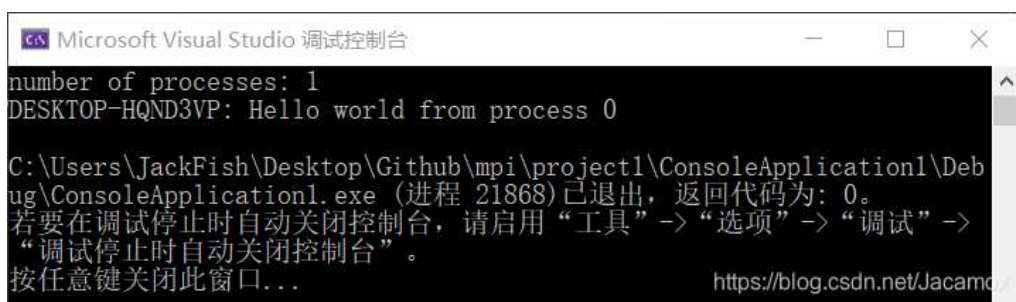 Microsoft Visual Studio 调试控制台
number of processes: 1
DESKTOP-HQND3VP: Hello world from process 0
C:\Users\JackFish\Desktop\Github\mpi\project1\ConsoleApplication1\Deb
ug\ConsoleApplication1.exe (进程 21868)已退出，返回代码为: 0。
若要在调试停止时自动关闭控制台，请启用“工具”->“选项”->“调试”->
“调试停止时自动关闭控制台”。
按任意键关闭此窗口...